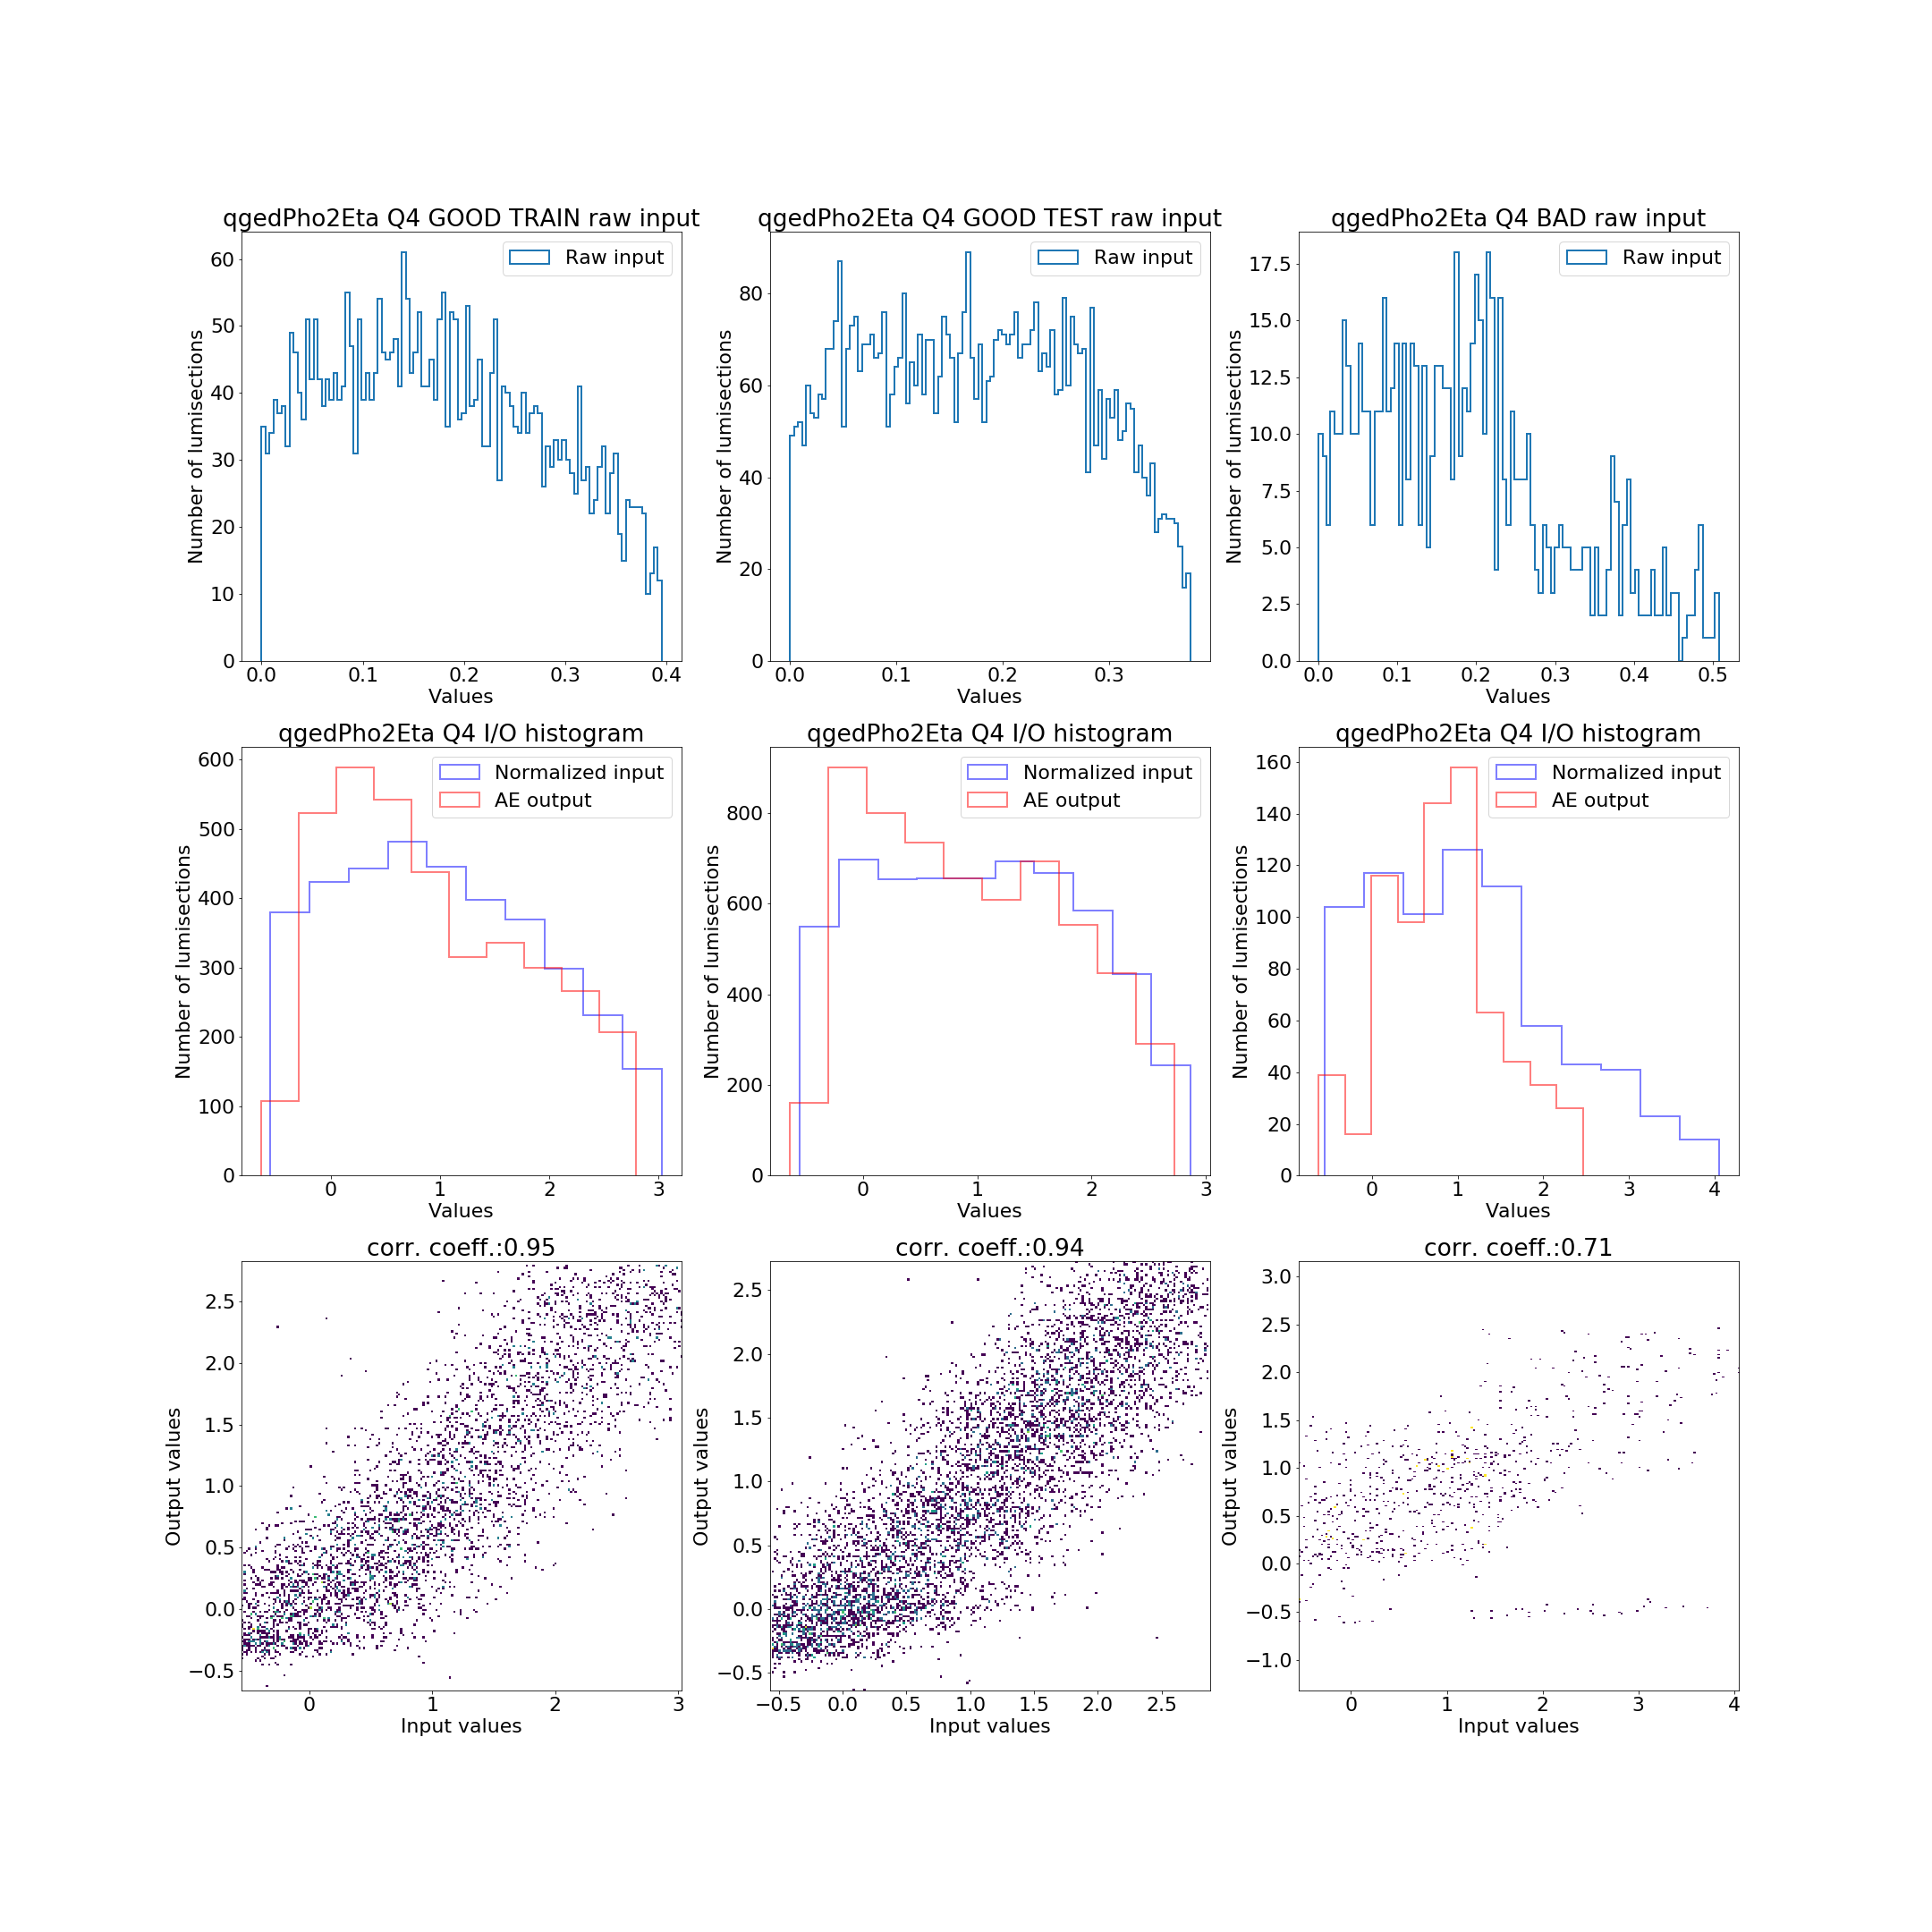 qgedPho2Eta Q4 GOOD TRAIN raw input
Raw input
60
50
40
30
20
10
0
Number of lumisections
0.0 0.1 0.2 0.3 0.4
Values
qgedPho2Eta Q4 GOOD TEST raw input
Raw input
80
60
40
20
0
Number of lumisections
0.0 0.1 0.2 0.3
Values
qgedPho2Eta Q4 BAD raw input
Raw input
17.5
15.0
12.5
10.0
7.5
5.0
2.5
0.0
Number of lumisections
0.0 0.1 0.2 0.3 0.4 0.5
Values
qgedPho2Eta Q4 I/O histogram
Normalized input
AE output
600
500
400
300
200
100
0
Number of lumisections
0 1 2 3
Values
qgedPho2Eta Q4 I/O histogram
Normalized input
AE output
800
600
400
200
0
Number of lumisections
0 1 2 3
Values
qgedPho2Eta Q4 I/O histogram
Normalized input
AE output
160
140
120
100
80
60
40
20
0
Number of lumisections
0 1 2 3 4
Values
corr. coeff.:0.95
2.5
2.0
1.5
1.0
0.5
0.0
−0.5
Output values
0 1 2 3
Input values
corr. coeff.:0.94
2.5
2.0
1.5
1.0
0.5
0.0
−0.5
Output values
−0.5 0.0 0.5 1.0 1.5 2.0 2.5
Input values
corr. coeff.:0.71
3.0
2.5
2.0
1.5
1.0
0.5
0.0
−0.5
−1.0
Output values
0 1 2 3 4
Input values